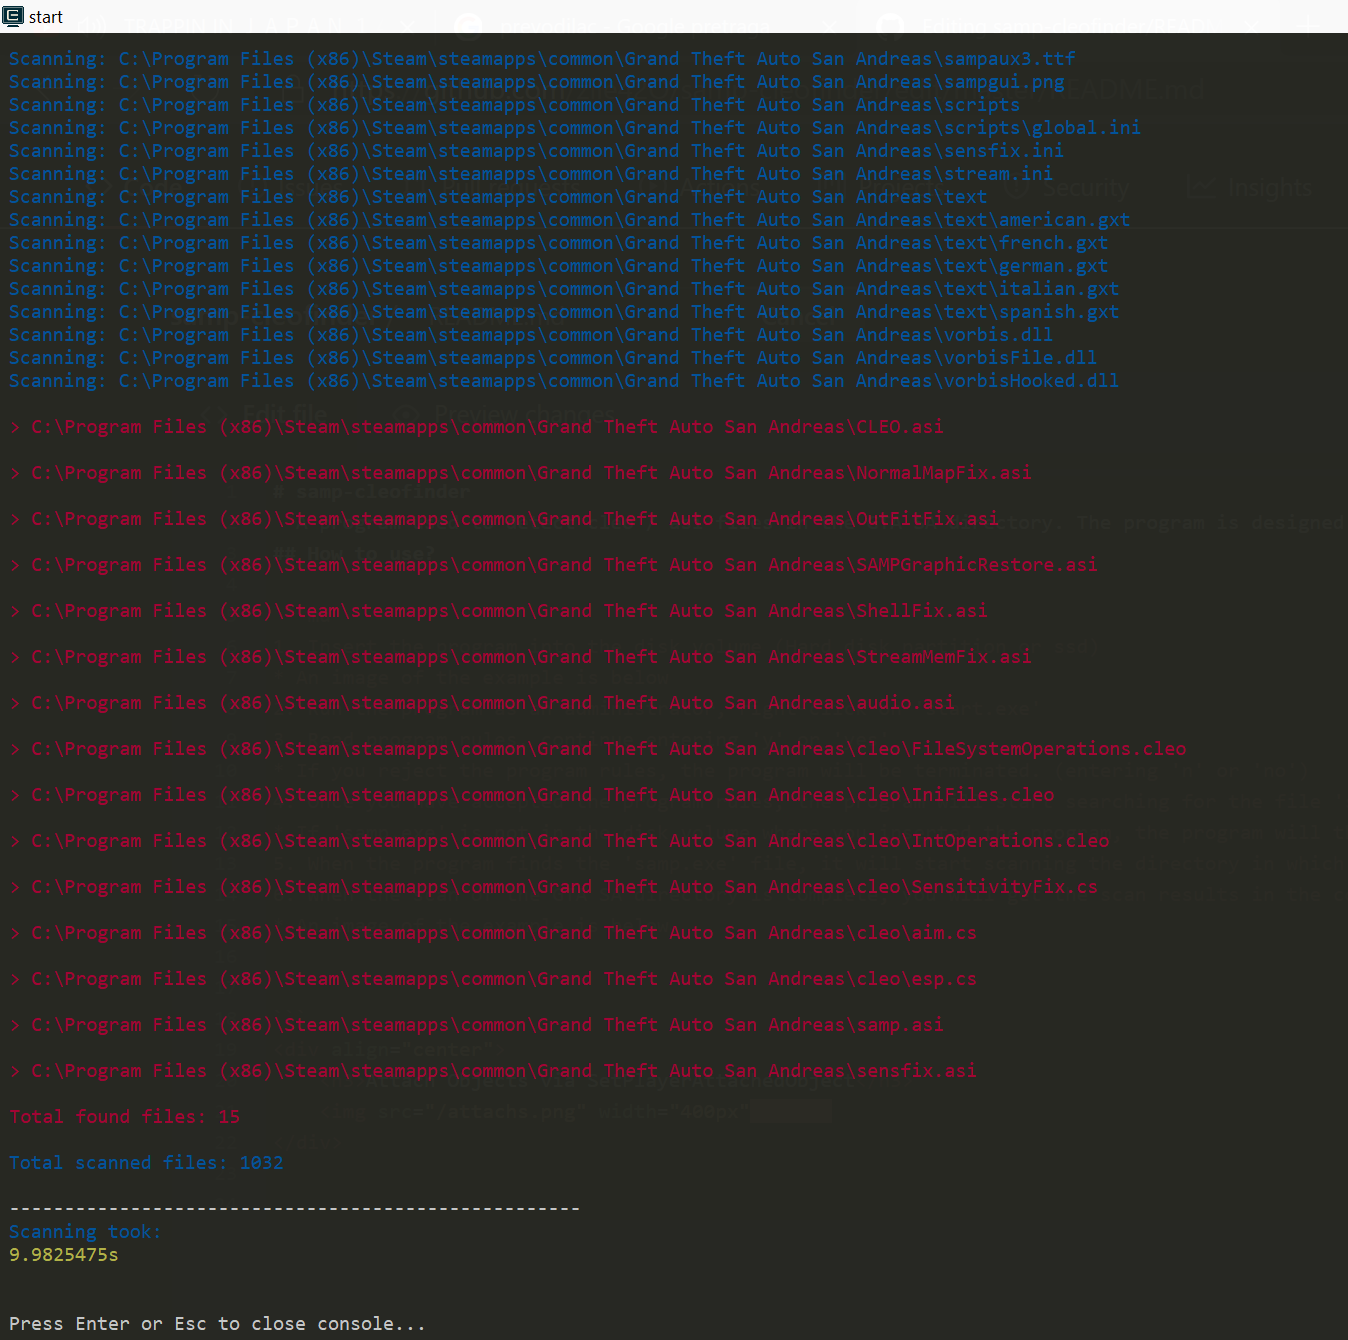 start
Scanning: C:\Program Files (x86)\Steam\steamapps\common\Grand Theft Auto San Andreas\sampaux3.ttf
Scanning: C:\Program Files (x86)\Steam\steamapps\common\Grand Theft Auto San Andreas\sampgui.png
Scanning: C:\Program Files (x86)\Steam\steamapps\common\Grand Theft Auto San Andreas\scripts
Scanning: C:\Program Files (x86)\Steam\steamapps\common\Grand Theft Auto San Andreas\scripts\global.ini
Scanning: C:\Program Files (x86)\Steam\steamapps\common\Grand Theft Auto San Andreas\sensfix.ini
Scanning: C:\Program Files (x86)\Steam\steamapps\common\Grand Theft Auto San Andreas\stream.ini
Scanning: C:\Program Files (x86)\Steam\steamapps\common\Grand Theft Auto San Andreas\text
Scanning: C:\Program Files (x86)\Steam\steamapps\common\Grand Theft Auto San Andreas\text\american.gxt
Scanning: C:\Program Files (x86)\Steam\steamapps\common\Grand Theft Auto San Andreas\text\french.gxt
Scanning: C:\Program Files (x86)\Steam\steamapps\common\Grand Theft Auto San Andreas\text\german.gxt
Scanning: C:\Program Files (x86)\Steam\steamapps\common\Grand Theft Auto San Andreas\text\italian.gxt
Scanning: C:\Program Files (x86)\Steam\steamapps\common\Grand Theft Auto San Andreas\text\spanish.gxt
Scanning: C:\Program Files (x86)\Steam\steamapps\common\Grand Theft Auto San Andreas\vorbis.dll
Scanning: C:\Program Files (x86)\Steam\steamapps\common\Grand Theft Auto San Andreas\vorbisFile.dll
Scanning: C:\Program Files (x86)\Steam\steamapps\common\Grand Theft Auto San Andreas\vorbisHooked.dll
> C:\Program Files (x86)\Steam\steamapps\common\Grand Theft Auto San Andreas\CLEO.asi
> C:\Program Files (x86)\Steam\steamapps\common\Grand Theft Auto San Andreas\NormalMapFix.asi
> C:\Program Files (x86)\Steam\steamapps\common\Grand Theft Auto San Andreas\OutFitFix.asi
> C:\Program Files (x86)\Steam\steamapps\common\Grand Theft Auto San Andreas\SAMPGraphicRestore.asi
> C:\Program Files (x86)\Steam\steamapps\common\Grand Theft Auto San Andreas\ShellFix.asi
> C:\Program Files (x86)\Steam\steamapps\common\Grand Theft Auto San Andreas\StreamMemFix.asi
> C:\Program Files (x86)\Steam\steamapps\common\Grand Theft Auto San Andreas\audio.asi
> C:\Program Files (x86)\Steam\steamapps\common\Grand Theft Auto San Andreas\cleo\FileSystemOperations.cleo
> C:\Program Files (x86)\Steam\steamapps\common\Grand Theft Auto San Andreas\cleo\IniFiles.cleo
> C:\Program Files (x86)\Steam\steamapps\common\Grand Theft Auto San Andreas\cleo\IntOperations.cleo
> C:\Program Files (x86)\Steam\steamapps\common\Grand Theft Auto San Andreas\cleo\SensitivityFix.cs
> C:\Program Files (x86)\Steam\steamapps\common\Grand Theft Auto San Andreas\cleo\aim.cs
> C:\Program Files (x86)\Steam\steamapps\common\Grand Theft Auto San Andreas\cleo\esp.cs
> C:\Program Files (x86)\Steam\steamapps\common\Grand Theft Auto San Andreas\samp.asi
> C:\Program Files (x86)\Steam\steamapps\common\Grand Theft Auto San Andreas\sensfix.asi
Total found files: 15
Total scanned files: 1032
----------------------------------------------------
Scanning took:
9.9825475s
Press Enter or Esc to close console...